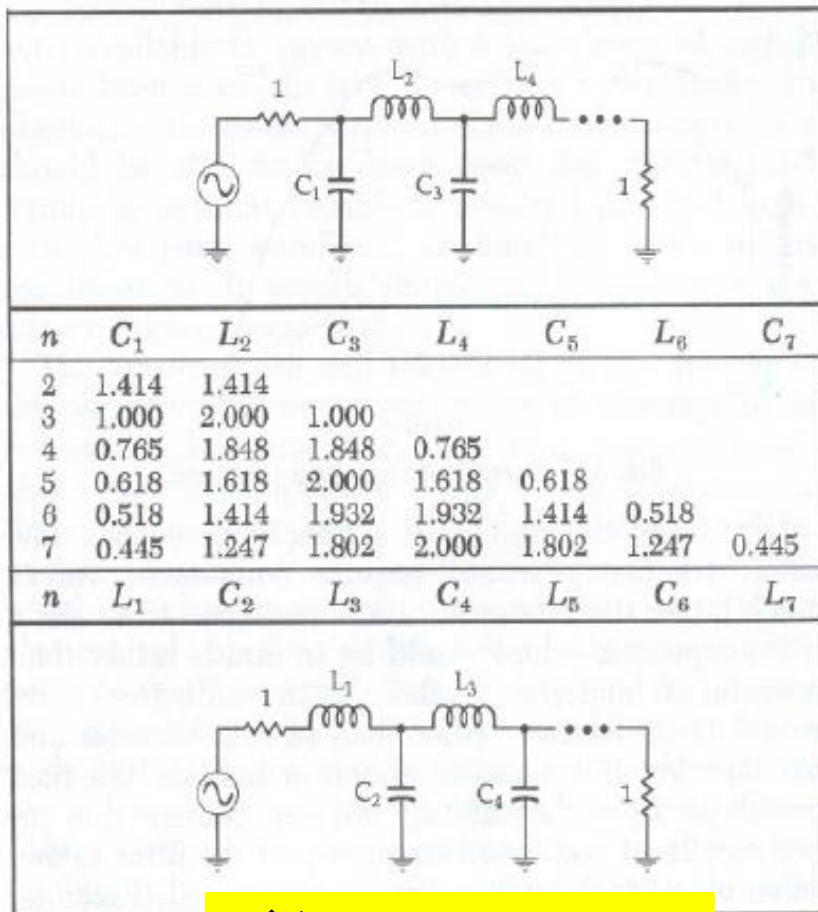 L2 L4
1
C1 C3 1
n C1 L2 C3 L4 C5 L6 C7
2 1.414 1.414
3 1.000 2.000 1.000
4 0.765 1.848 1.848 0.765
5 0.618 1.618 2.000 1.618 0.618
6 0.518 1.414 1.932 1.932 1.414 0.518
7 0.445 1.247 1.802 2.000 1.802 1.247 0.445
n L1 C2 L3 C4 L5 C6 L7
1 L1 L3
C2 C4 1